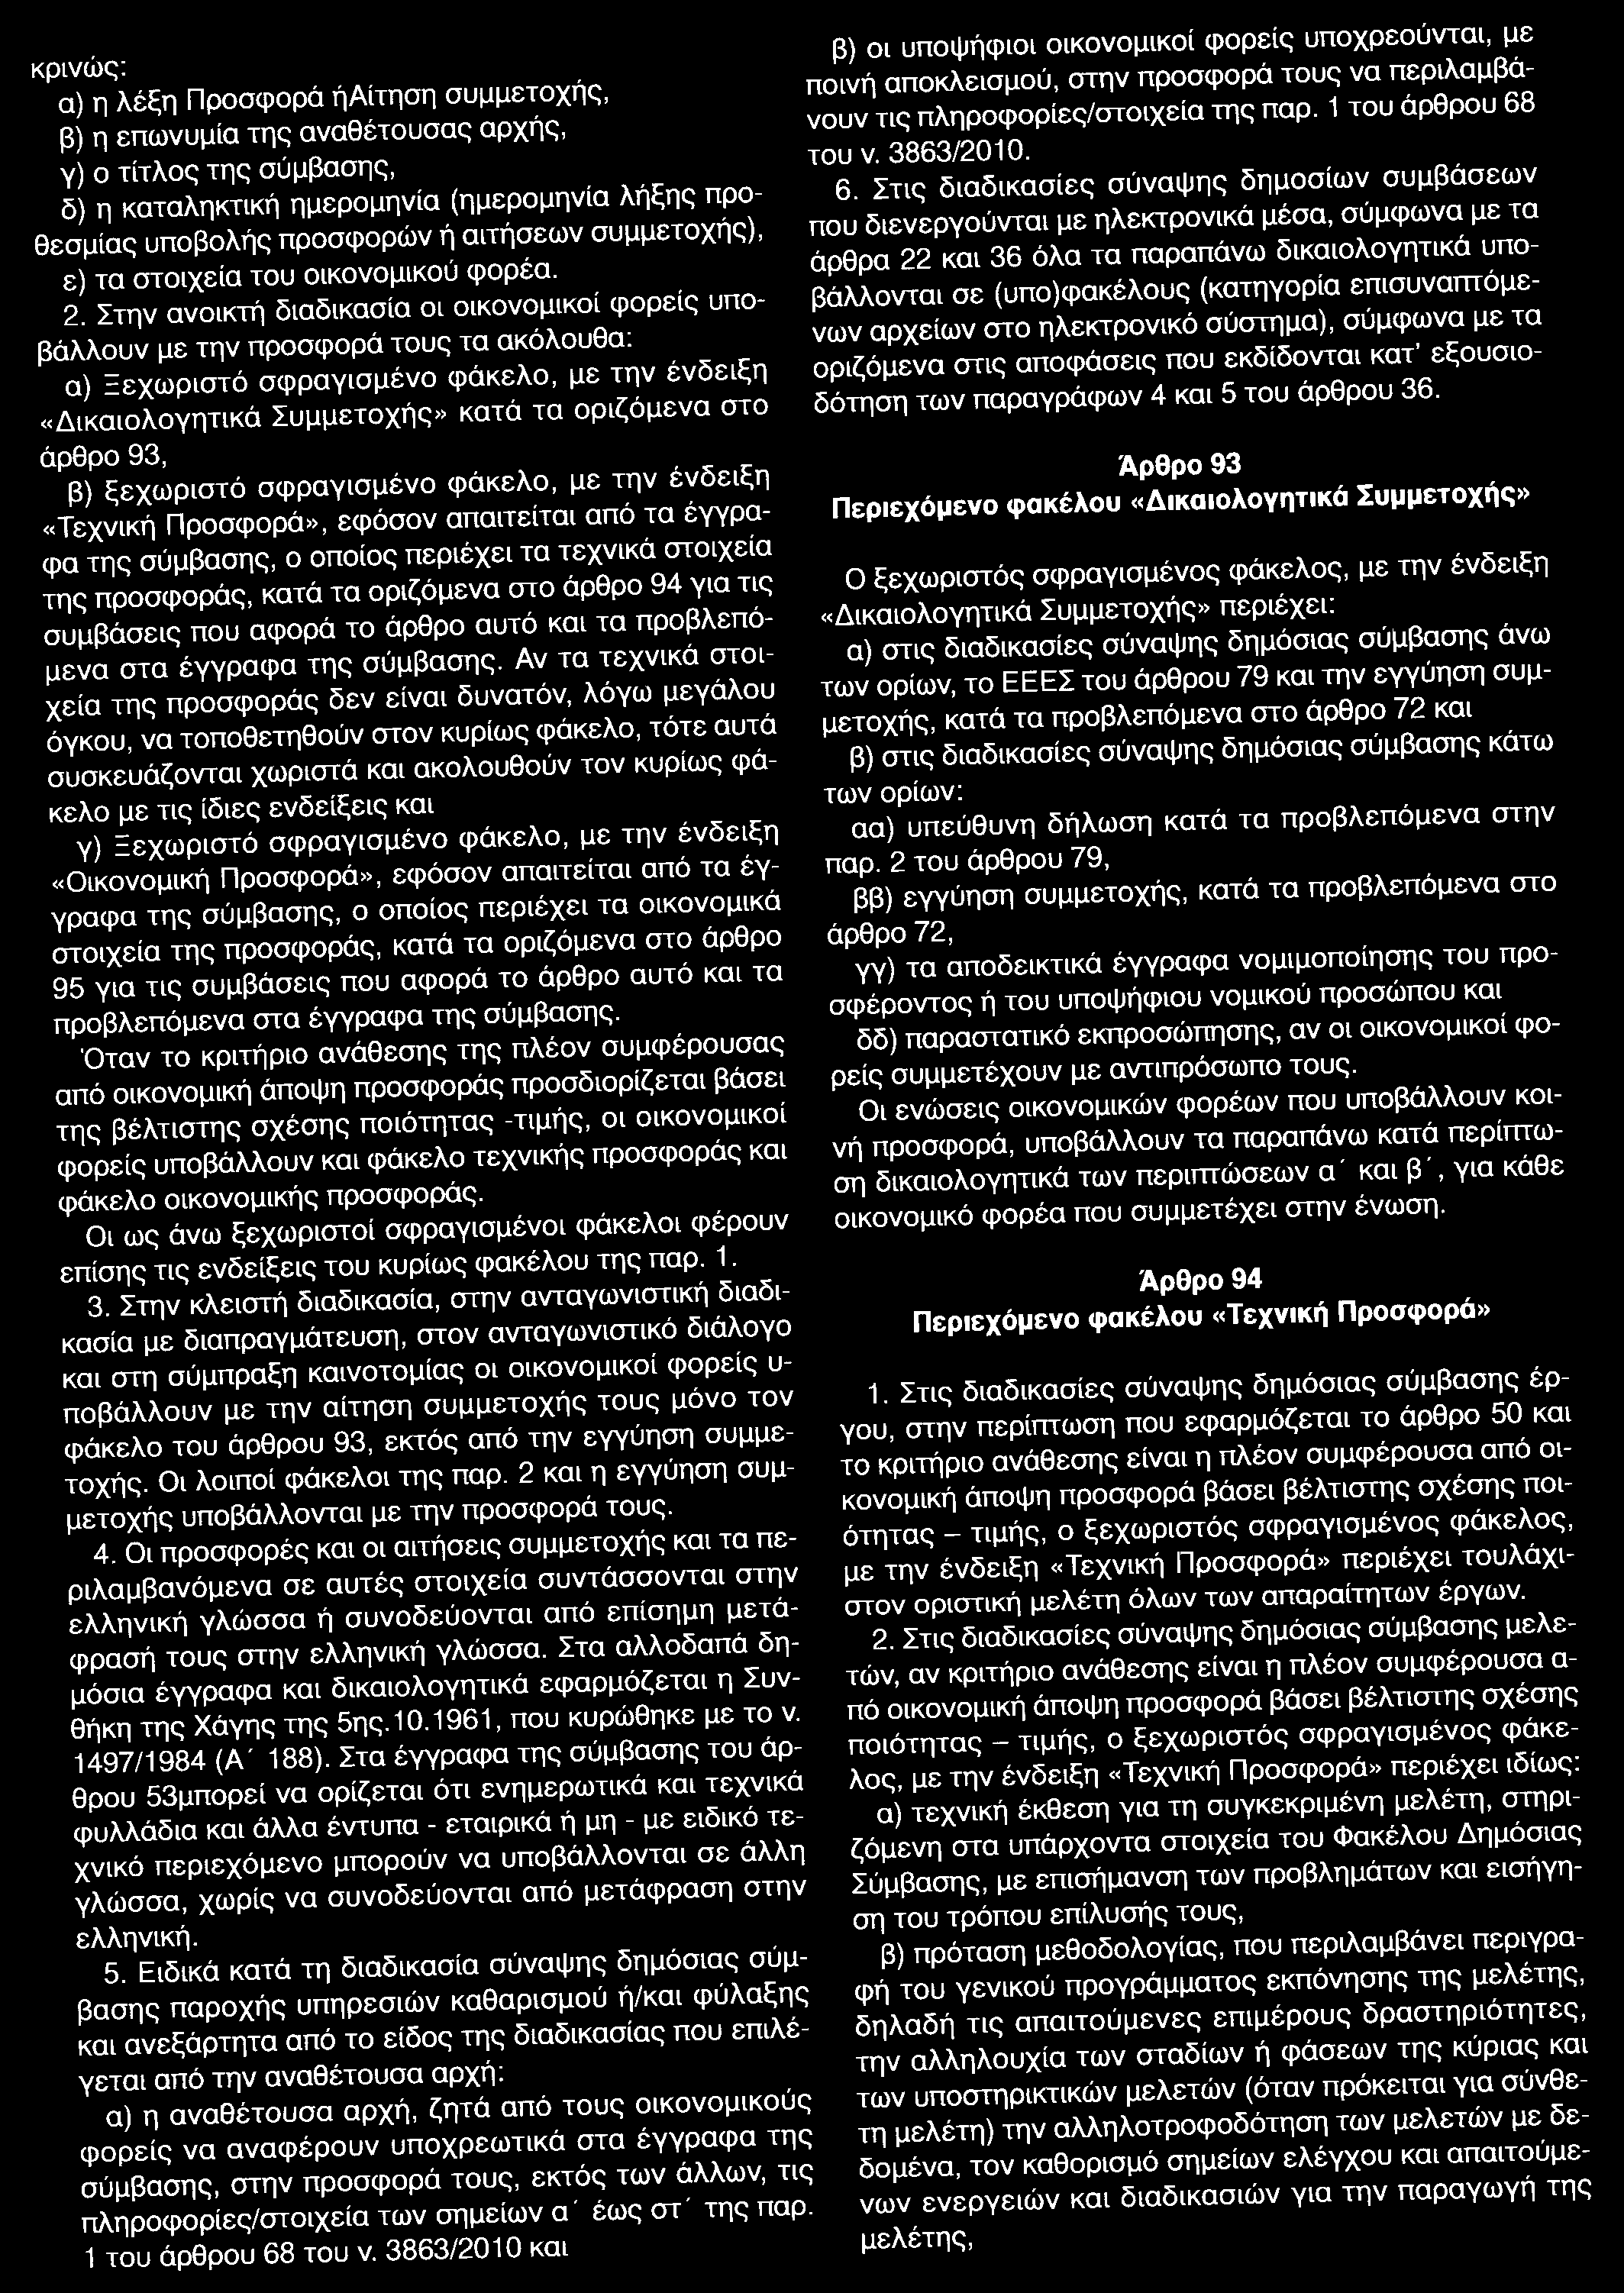 κρινώς:
α) η λέξη Προσφορά ήΑίτηση συμμετοχής,
β) η επωνυμία της αναθέτουσας αρχής,
γ) ο τίτλος της σύμβασης,
δ) η καταληκτική ημερομηνία (ημερομηνία λήξης προ-
θεσμίας υποβολής προσφορών ή αιτήσεων συμμετοχής),
ε) τα στοιχεία του οικονομικού φορέα.
2. Στην ανοικτή διαδικασία οι οικονομικοί φορείς υπο-
βάλλουν με την προσφορά τους τα ακόλουθα:
α) Ξεχωριστό σφραγισμένο φάκελο, με την ένδειξη
«Δικαιολογητικά Συμμετοχής» κατά τα οριζόμενα στο
άρθρο 93,
β) ξεχωριστό σφραγισμένο φάκελο, με την ένδειξη
«Τεχνική Προσφορά», εφόσον απαιτείται από τα έγγρα-
φα της σύμβασης, ο οποίος περιέχει τα τεχνικά στοιχεία
της προσφοράς, κατά τα οριζόμενα στο άρθρο 94 για τις
συμβάσεις που αφορά το άρθρο αυτό και τα προβλεπό-
μενα στα έγγραφα της σύμβασης. Αν τα τεχνικά στοι-
χεία της προσφοράς δεν είναι δυνατόν, λόγω μεγάλου
όγκου, να τοποθετηθούν στον κυρίως φάκελο, τότε αυτά
συσκευάζονται χωριστά και ακολουθούν τον κυρίως φά-
κελο με τις ίδιες ενδείξεις και
γ) Ξεχωριστό σφραγισμένο φάκελο, με την ένδειξη
«Οικονομική Προσφορά», εφόσον απαιτείται από τα έγ-
γραφα της σύμβασης, ο οποίος περιέχει τα οικονομικά
στοιχεία της προσφοράς, κατά τα οριζόμενα στο άρθρο
95 για τις συμβάσεις που αφορά το άρθρο αυτό και τα
προβλεπόμενα στα έγγραφα της σύμβασης.
Όταν το κριτήριο ανάθεσης της πλέον συμφέρουσας
από οικονομική άποψη προσφοράς προσδιορίζεται βάσει
της βέλτιστης σχέσης ποιότητας -τιμής, οι οικονομικοί
φορείς υποβάλλουν και φάκελο τεχνικής προσφοράς και
φάκελο οικονομικής προσφοράς.
Οι ως άνω ξεχωριστοί σφραγισμένοι φάκελοι φέρουν
επίσης τις ενδείξεις του κυρίως φακέλου της παρ. 1.
3. Στην κλειστή διαδικασία, στην ανταγωνιστική διαδι-
κασία με διαπραγμάτευση, στον ανταγωνιστικό διάλογο
και στη σύμπραξη καινοτομίας οι οικονομικοί φορείς υ-
ποβάλλουν με την αίτηση συμμετοχής τους μόνο τον
φάκελο του άρθρου 93, εκτός από την εγγύηση συμμε-
τοχής. Οι λοιποί φάκελοι της παρ. 2 και η εγγύηση συμ-
μετοχής υποβάλλονται με την προσφορά τους.
4. Οι προσφορές και οι αιτήσεις συμμετοχής και τα πε-
ριλαμβανόμενα σε αυτές στοιχεία συντάσσονται στην
ελληνική γλώσσα ή συνοδεύονται από επίσημη μετά-
φρασή τους στην ελληνική γλώσσα. Στα αλλοδαπά δη-
μόσια έγγραφα και δικαιολογητικά εφαρμόζεται η Συν-
θήκη της Χάγης της 5ης.10.1961, που κυρώθηκε με το ν.
1497/1984 (Α΄ 188). Στα έγγραφα της σύμβασης του άρ-
θρου 53μπορεί να ορίζεται ότι ενημερωτικά και τεχνικά
φυλλάδια και άλλα έντυπα - εταιρικά ή μη - με ειδικό τε-
χνικό περιεχόμενο μπορούν να υποβάλλονται σε άλλη
γλώσσα, χωρίς να συνοδεύονται από μετάφραση στην
ελληνική.
5. Ειδικά κατά τη διαδικασία σύναψης δημόσιας σύμ-
βασης παροχής υπηρεσιών καθαρισμού ή/και φύλαξης
και ανεξάρτητα από το είδος της διαδικασίας που επιλέ-
γεται από την αναθέτουσα αρχή:
α) η αναθέτουσα αρχή, ζητά από τους οικονομικούς
φορείς να αναφέρουν υποχρεωτικά στα έγγραφα της
σύμβασης, στην προσφορά τους, εκτός των άλλων, τις
πληροφορίες/στοιχεία των σημείων α΄ έως στ΄ της παρ.
1 του άρθρου 68 του ν. 3863/2010 και
β) οι υποψήφιοι οικονομικοί φορείς υποχρεούνται, με
ποινή αποκλεισμού, στην προσφορά τους να περιλαμβά-
νουν τις πληροφορίες/στοιχεία της παρ. 1 του άρθρου 68
του ν. 3863/2010.
6. Στις διαδικασίες σύναψης δημοσίων συμβάσεων
που διενεργούνται με ηλεκτρονικά μέσα, σύμφωνα με τα
άρθρα 22 και 36 όλα τα παραπάνω δικαιολογητικά υπο-
βάλλονται σε (υπο)φακέλους (κατηγορία επισυναπτόμε-
νων αρχείων στο ηλεκτρονικό σύστημα), σύμφωνα με τα
οριζόμενα στις αποφάσεις που εκδίδονται κατ’ εξουσιο-
δότηση των παραγράφων 4 και 5 του άρθρου 36.
Άρθρο 93
Περιεχόμενο φακέλου «Δικαιολογητικά Συμμετοχής»
Ο ξεχωριστός σφραγισμένος φάκελος, με την ένδειξη
«Δικαιολογητικά Συμμετοχής» περιέχει:
α) στις διαδικασίες σύναψης δημόσιας σύμβασης άνω
των ορίων, το ΕΕΕΣ του άρθρου 79 και την εγγύηση συμ-
μετοχής, κατά τα προβλεπόμενα στο άρθρο 72 και
β) στις διαδικασίες σύναψης δημόσιας σύμβασης κάτω
των ορίων:
αα) υπεύθυνη δήλωση κατά τα προβλεπόμενα στην
παρ. 2 του άρθρου 79,
ββ) εγγύηση συμμετοχής, κατά τα προβλεπόμενα στο
άρθρο 72,
γγ) τα αποδεικτικά έγγραφα νομιμοποίησης του προ-
σφέροντος ή του υποψήφιου νομικού προσώπου και
δδ) παραστατικό εκπροσώπησης, αν οι οικονομικοί φο-
ρείς συμμετέχουν με αντιπρόσωπο τους.
Οι ενώσεις οικονομικών φορέων που υποβάλλουν κοι-
νή προσφορά, υποβάλλουν τα παραπάνω κατά περίπτω-
ση δικαιολογητικά των περιπτώσεων α΄ και β΄, για κάθε
οικονομικό φορέα που συμμετέχει στην ένωση.
Άρθρο 94
Περιεχόμενο φακέλου «Τεχνική Προσφορά»
1. Στις διαδικασίες σύναψης δημόσιας σύμβασης έρ-
γου, στην περίπτωση που εφαρμόζεται το άρθρο 50 και
το κριτήριο ανάθεσης είναι η πλέον συμφέρουσα από οι-
κονομική άποψη προσφορά βάσει βέλτιστης σχέσης ποι-
ότητας – τιμής, ο ξεχωριστός σφραγισμένος φάκελος,
με την ένδειξη «Τεχνική Προσφορά» περιέχει τουλάχι-
στον οριστική μελέτη όλων των απαραίτητων έργων.
2. Στις διαδικασίες σύναψης δημόσιας σύμβασης μελε-
τών, αν κριτήριο ανάθεσης είναι η πλέον συμφέρουσα α-
πό οικονομική άποψη προσφορά βάσει βέλτιστης σχέσης
ποιότητας – τιμής, ο ξεχωριστός σφραγισμένος φάκε-
λος, με την ένδειξη «Τεχνική Προσφορά» περιέχει ιδίως:
α) τεχνική έκθεση για τη συγκεκριμένη μελέτη, στηρι-
ζόμενη στα υπάρχοντα στοιχεία του Φακέλου Δημόσιας
Σύμβασης, με επισήμανση των προβλημάτων και εισήγη-
ση του τρόπου επίλυσής τους,
β) πρόταση μεθοδολογίας, που περιλαμβάνει περιγρα-
φή του γενικού προγράμματος εκπόνησης της μελέτης,
δηλαδή τις απαιτούμενες επιμέρους δραστηριότητες,
την αλληλουχία των σταδίων ή φάσεων της κύριας και
των υποστηρικτικών μελετών (όταν πρόκειται για σύνθε-
τη μελέτη) την αλληλοτροφοδότηση των μελετών με δε-
δομένα, τον καθορισμό σημείων ελέγχου και απαιτούμε-
νων ενεργειών και διαδικασιών για την παραγωγή της
μελέτης,